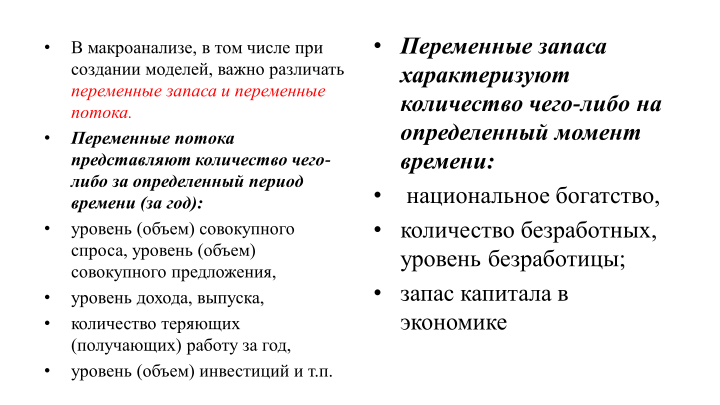 • В макроанализе, в том числе при
создании моделей, важно различать
переменные запаса и переменные
потока.
• Переменные потока
представляют количество чего-
либо за определенный период
времени (за год):
• уровень (объем) совокупного
спроса, уровень (объем)
совокупного предложения,
• уровень дохода, выпуска,
• количество теряющих
(получающих) работу за год,
• уровень (объем) инвестиций и т.п.
• Переменные запаса
характеризуют
количество чего-либо на
определенный момент
времени:
• национальное богатство,
• количество безработных,
уровень безработицы;
• запас капитала в
экономике